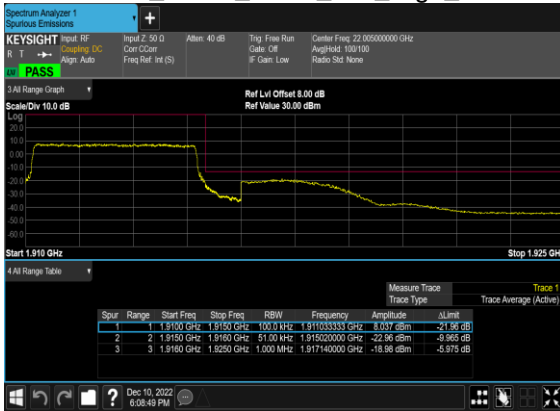 Spectrum Analyzer 1
Spurious Emissions
KEYSIGHT Input: RF Input Z: 50 Ω Atten: 40 dB Trig: Free Run Center Freq: 22.005000000 GHz
R T Coupling: DC Corr CCorr Gate: Off Avg|Hold: 100/100
Align: Auto Freq Ref: Int (S) IF Gain: Low Radio Std: None
LW PASS
3 All Range Graph
Ref Lvl Offset 8.00 dB
Scale/Div 10.0 dB Ref Value 30.00 dBm
Log
20.0
10.0
0.00
-10.0
-20.0
-30.0
-40.0
-50.0
-60.0
Start 1.910 GHz Stop 1.925 GH
4 All Range Table
Measure Trace Trace 1
Trace Type Trace Average (Active)
Spur Range Start Freq Stop Freq RBW Frequency Amplitude ΔLimit
1 1 1.9100 GHz 1.9150 GHz 100.0 kHz 1.911033333 GHz 8.037 dBm -21.96 dB
2 2 1.9150 GHz 1.9160 GHz 51.00 kHz 1.915020000 GHz -22.96 dBm -9.965 dB
3 3 1.9160 GHz 1.9250 GHz 1.000 MHz 1.917140000 GHz -18.98 dBm -5.975 dB
Dec 10, 2022
6:08:49 PM